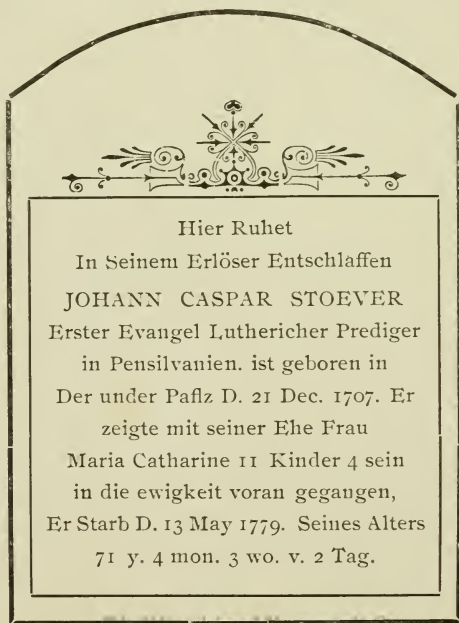 Hier Ruhet
In Seinem Erlöser Entschlaffen
JOHANN CASPAR STOEVER
Erster Evangel Luthericher Prediger
in Pensilvanien. ist geboren in
Der under Paflz D. 21 Dec. 1707. Er
zeigte mit seiner Ehe Frau
Maria Catharine 11 Kinder 4 sein
in die ewigkeit voran gegangen,
Er Starb D. 13 May 1779. Seines Alters
71 y. 4 mon. 3 wo. v. 2 Tag.